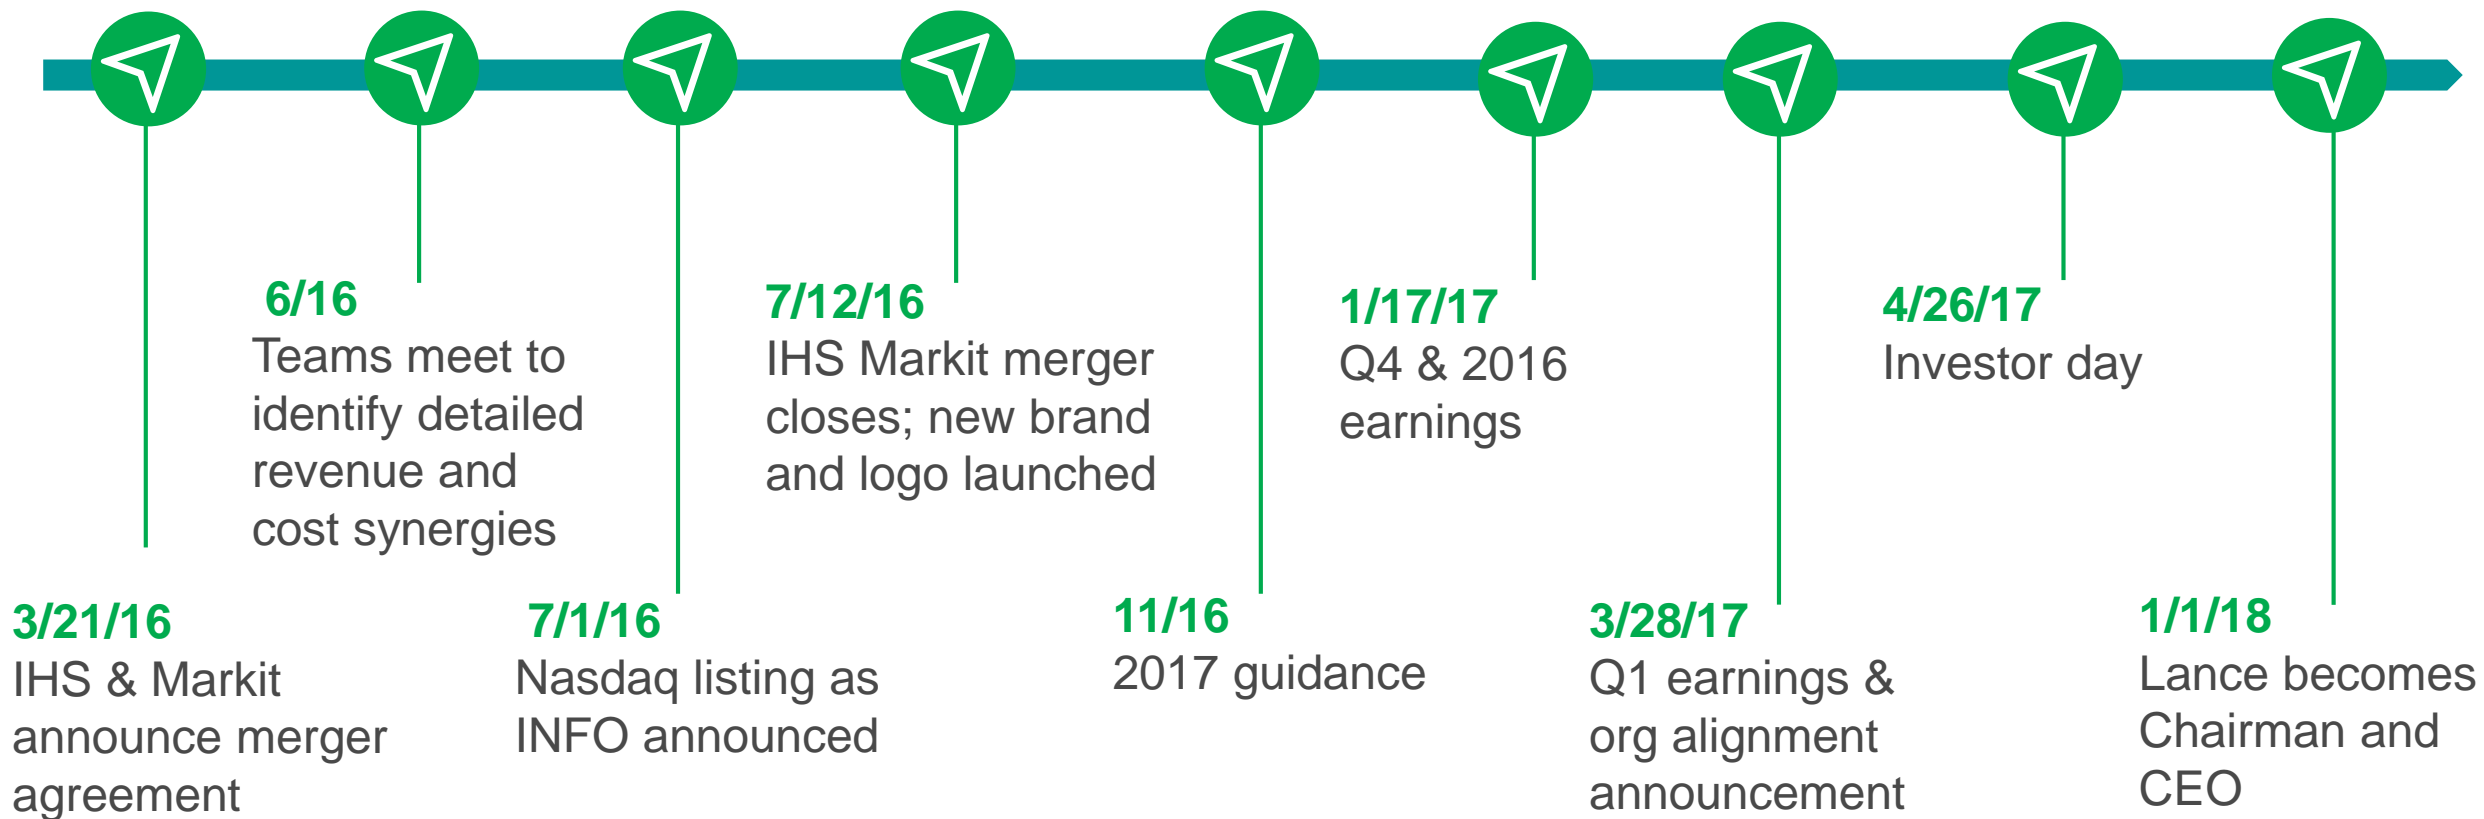 3/21/16
IHS & Markit
announce merger
agreement
6/16
Teams meet to
identify detailed
revenue and
cost synergies
7/1/16
Nasdaq listing as
INFO announced
7/12/16
IHS Markit merger
closes; new brand
and logo launched
11/16
2017 guidance
1/17/17
Q4 & 2016
earnings
3/28/17
Q1 earnings &
org alignment
announcement
4/26/17
Investor day
1/1/18
Lance becomes
Chairman and
CEO